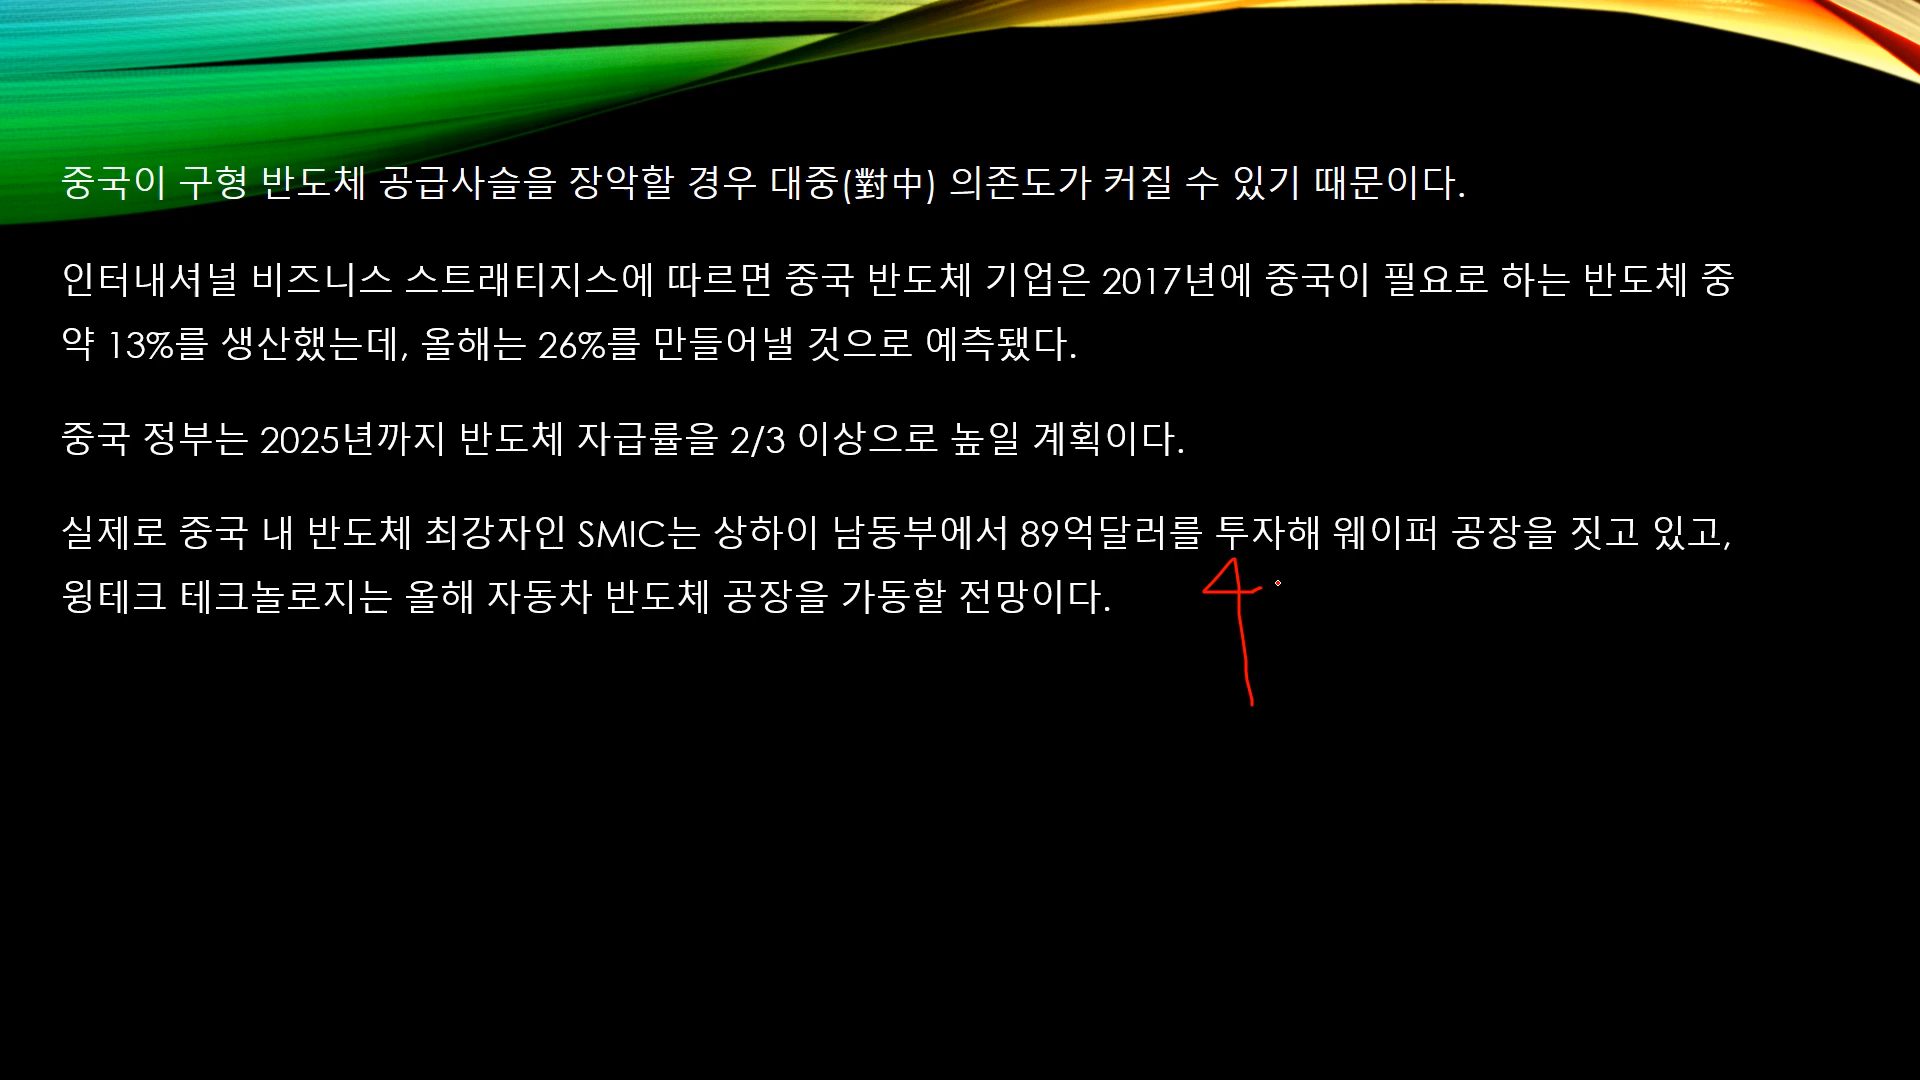 중국이 구형 반도체 공급사슬을 장악할 경우 대중(對中) 의존도가 커질 수 있기 때문이다.
인터내셔널 비즈니스 스트래티지스에 따르면 중국 반도체 기업은 2017년에 중국이 필요로 하는 반도체 중
약 13%를 생산했는데, 올해는 26%를 만들어낼 것으로 예측됐다.
중국 정부는 2025년까지 반도체 자급률을 2/3 이상으로 높일 계획이다.
실제로 중국 내 반도체 최강자인 SMIC는 상하이 남동부에서 89억달러를 투자해 웨이퍼 공장을 짓고 있고,
윙테크 테크놀로지는 올해 자동차 반도체 공장을 가동할 전망이다.
4